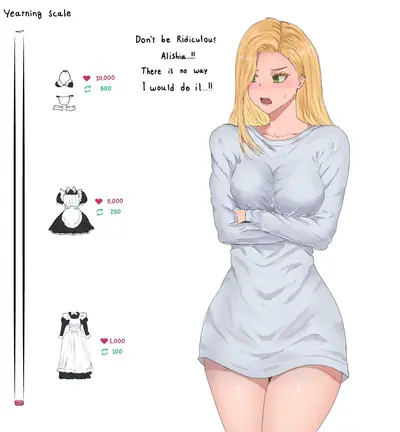 Yearning Scale
Don't be Ridiculous
Alishia..!!
There is no way
I would do it..!!
10,000
500
5,000
250
1,000
100